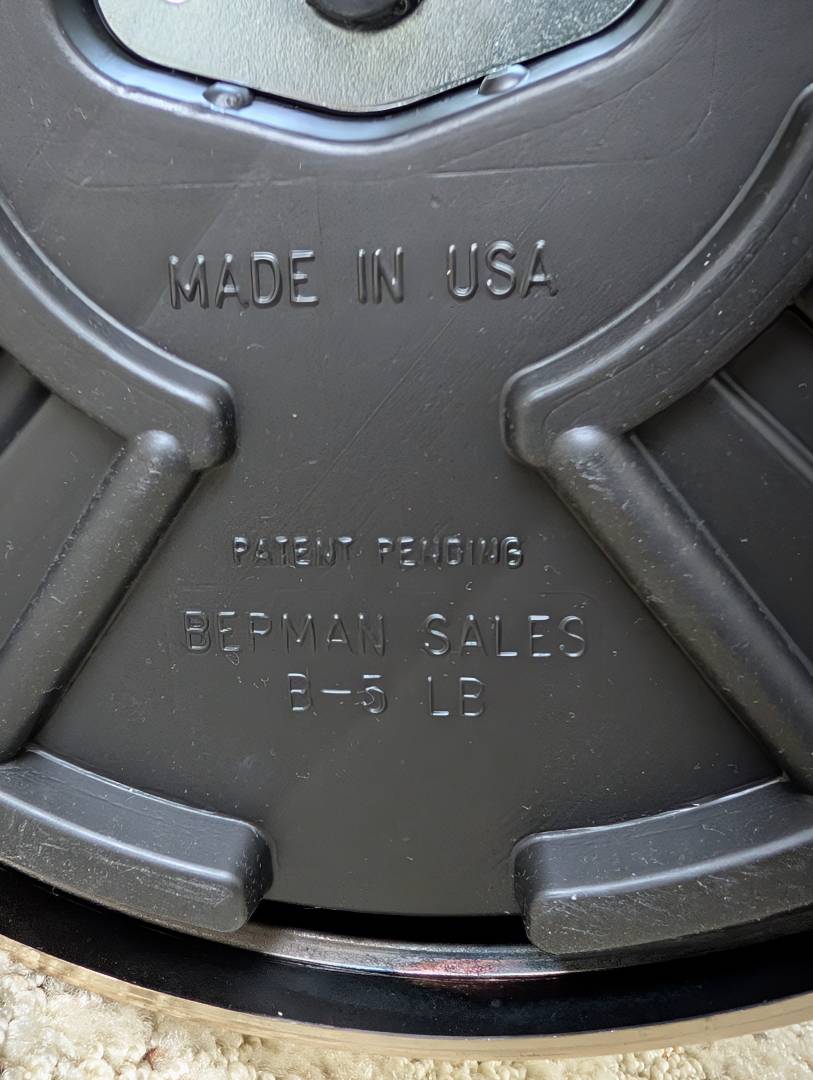 MADE IN USA
PATENT PENDING
BEPMAN SALES
B-5 LB